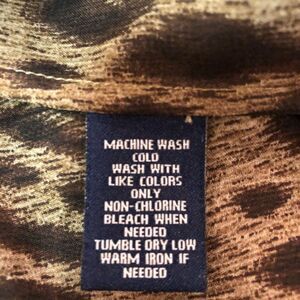 MACHINE WASH
COLD
WASH WITH
LIKE COLORS
ONLY
NON-CHLORINE
BLEACH WHEN
NEEDED
TUMBLE DRY LOW
WARM IRON IF
NEEDED